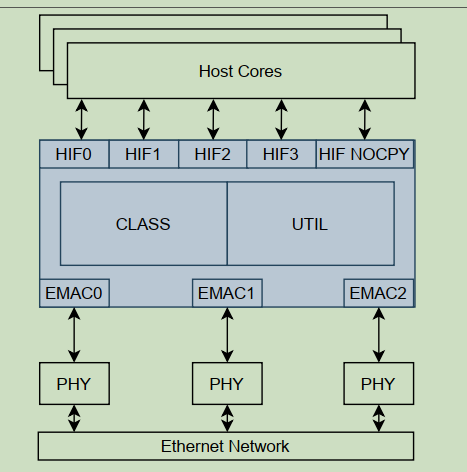 Host Cores
HIF0 HIF1 HIF2 HIF3 HIF NOCPY
CLASS UTIL
EMAC0 EMAC1 EMAC2
PHY PHY PHY
Ethernet Network